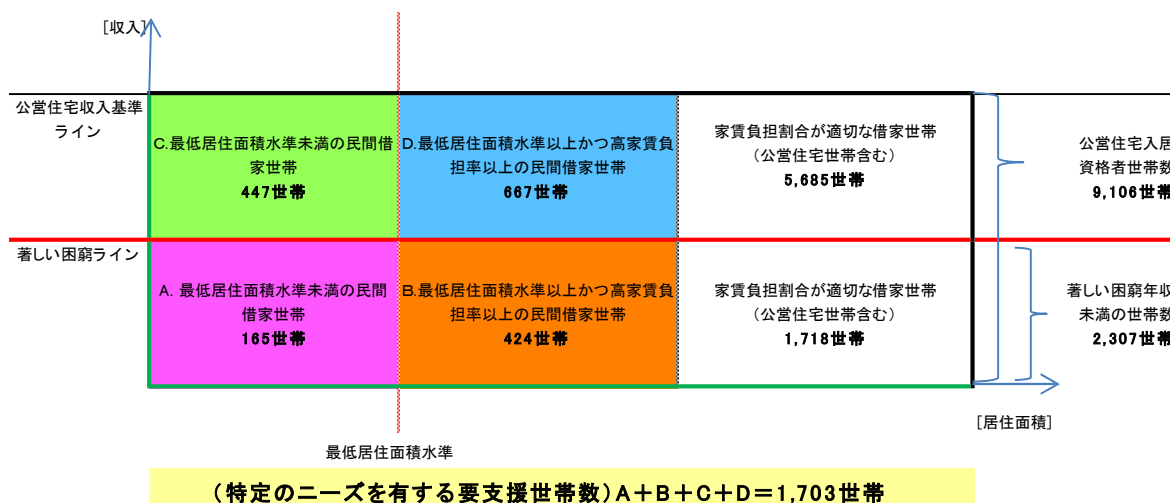 [収入]
公営住宅収入基準
ライン
C.最低居住面積水準未満の民間借
家世帯
447世帯
D.最低居住面積水準以上かつ高家賃負
担率以上の民間借家世帯
667世帯
家賃負担割合が適切な借家世帯
(公営住宅世帯含む)
5,685世帯
公営住宅入居
資格者世帯数
9,106世帯
著しい困窮ライン
A. 最低居住面積水準未満の民間
借家世帯
165世帯
B.最低居住面積水準以上かつ高家賃負
担率以上の民間借家世帯
424世帯
家賃負担割合が適切な借家世帯
(公営住宅世帯含む)
1,718世帯
著しい困窮年収
未満の世帯数
2,307世帯
[居住面積]
最低居住面積水準
(特定のニーズを有する要支援世帯数)A+B+C+D=1,703世帯